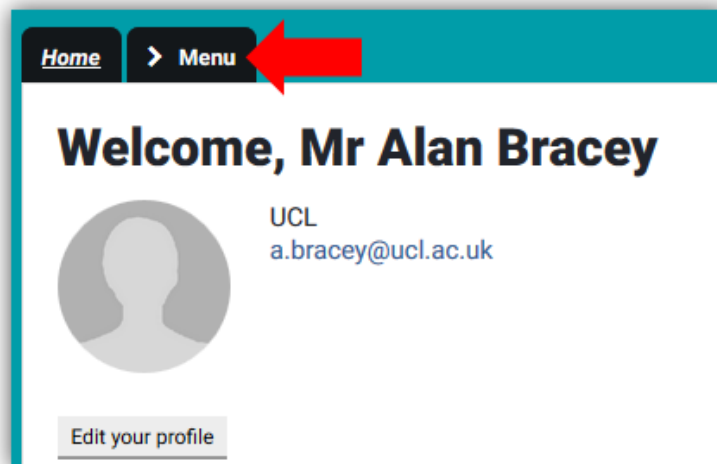 Home > Menu
Welcome, Mr Alan Bracey
UCL
a.bracey@ucl.ac.uk
Edit your profile